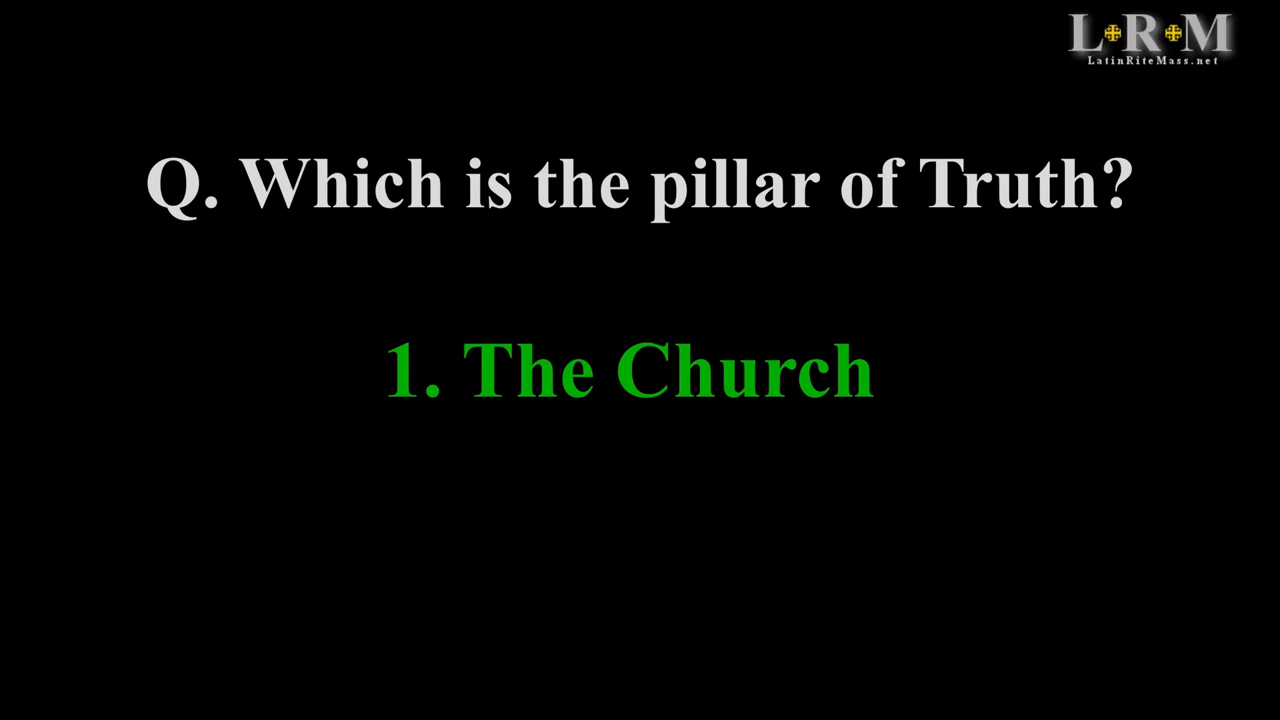 L R M
LatinRiteMass.net
Q. Which is the pillar of Truth?
1. The Church